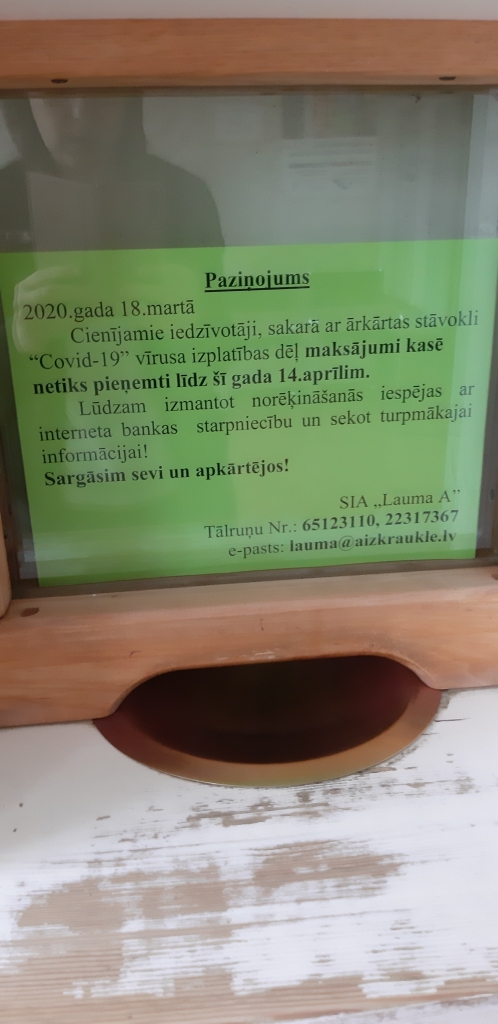 Paziņojums
2020.gada 18.martā
Cienījamie iedzīvotāji, sakarā ar ārkārtas stāvokli
“Covid-19” vīrusa izplatības dēļ maksājumi kasē
netiks pieņemti līdz šī gada 14.aprīlim.
Lūdzam izmantot norēķināšanās iespējas ar
interneta bankas starpniecību un sekot turpmākajai
informācijai!
Sargāsim sevi un apkārtējos!
SIA „Lauma A”
Tālruņu Nr.: 65123110, 22317367
e-pasts: lauma@aizkraukle.lv